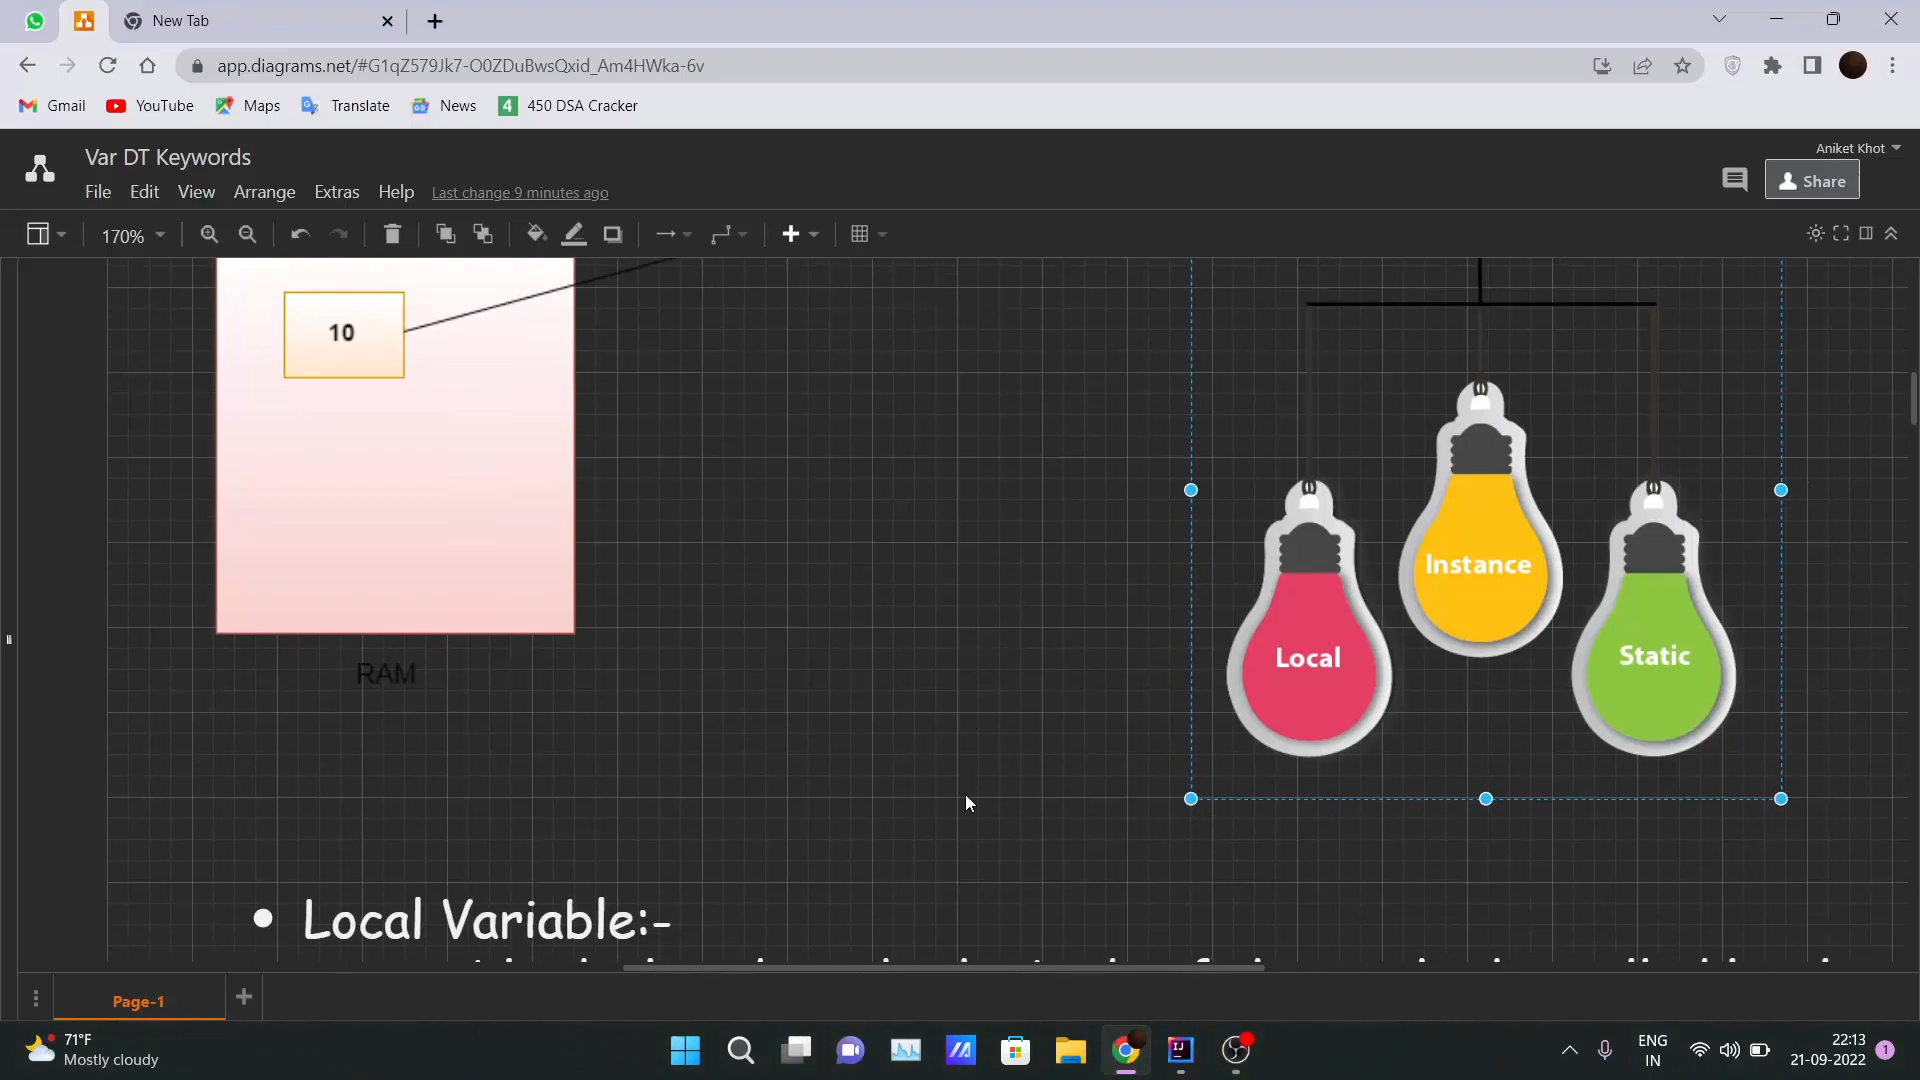 New Tab
app.diagrams.net/#G1qZ579Jk7-O0ZDuBwsQxid_Am4HWka-6v
Gmail YouTube Maps Translate News 4 450 DSA Cracker
Var DT Keywords
Aniket Khot
File Edit View Arrange Extras Help Last change 9 minutes ago
Share
170%
10
Instance
Local
Static
RAM
• Local Variable:-
Page-1
71°F
Mostly cloudy
ENG
IN
22:13
21-09-2022
1